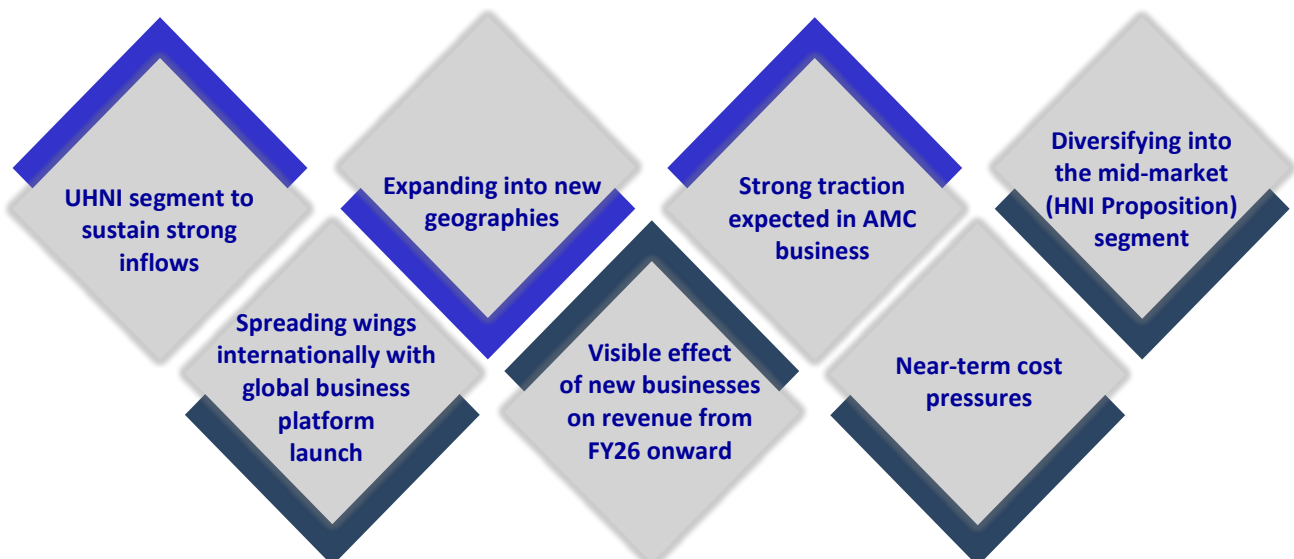 UHNI segment to
sustain strong
inflows
Spreading wings
internationally with
global business
platform
launch
Expanding into new
geographies
Visible effect
of new businesses
on revenue from
FY26 onward
Strong traction
expected in AMC
business
Near-term cost
pressures
Diversifying into
the mid-market
(HNI Proposition)
segment